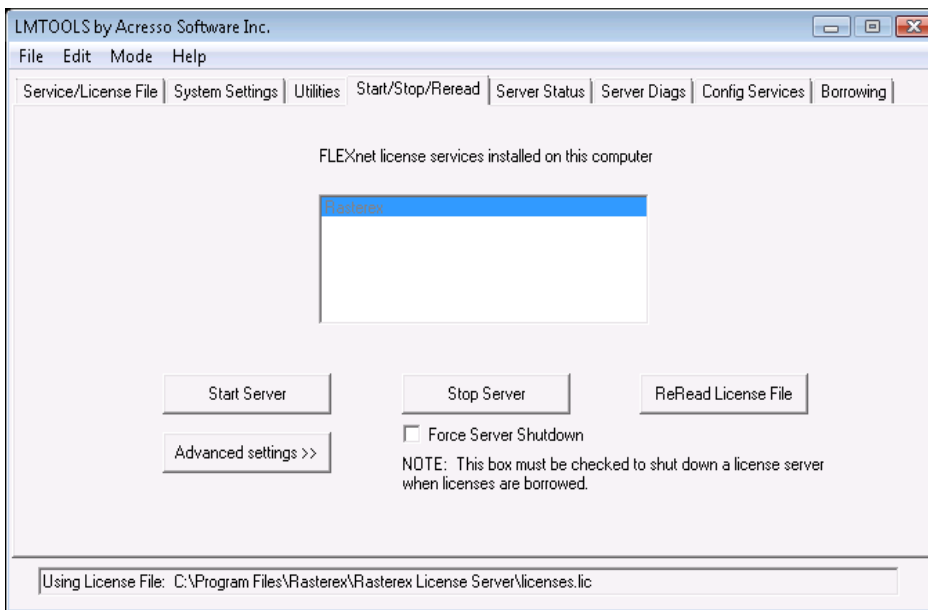 LMTOOLS by Acresso Software Inc.
File Edit Mode Help
Service/License File System Settings Utilities Start/Stop/Reread Server Status Server Diags Config Services Borrowing
FLEXnet license services installed on this computer
Rasterex
Start Server Stop Server ReRead License File
Force Server Shutdown
Advanced settings >>
NOTE: This box must be checked to shut down a license server
when licenses are borrowed.
Using License File: C:\Program Files\Rasterex\Rasterex License Server\licenses.lic